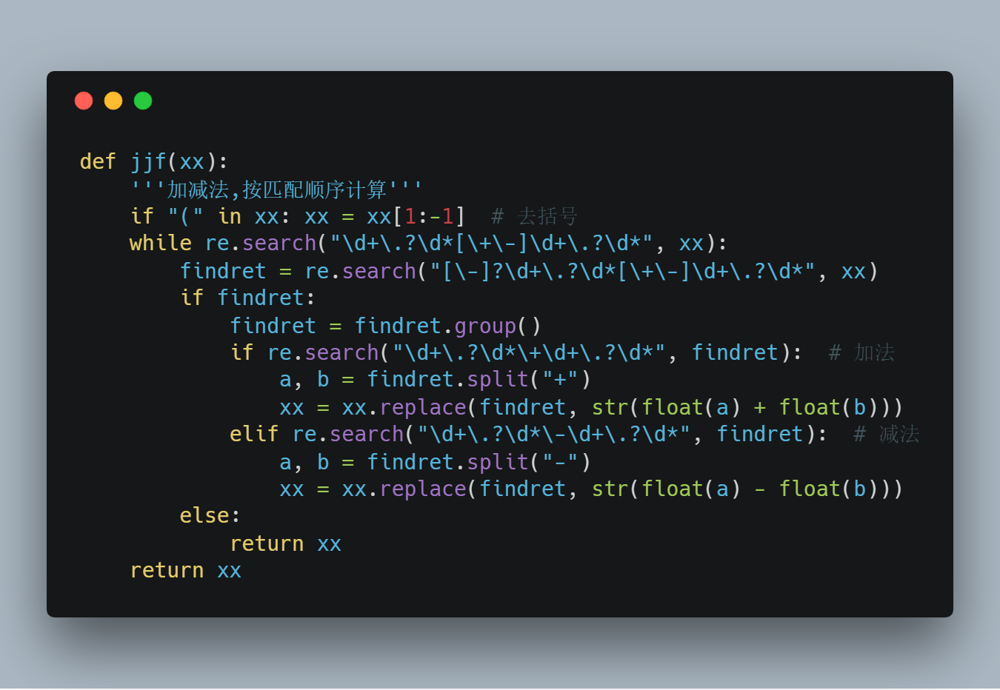 def jjf(xx):
    '''加减法,按匹配顺序计算'''
    if "(" in xx: xx = xx[1:-1]  # 去括号
    while re.search("\d+\.?\d*[\+\-]\d+\.?\d*", xx):
        findret = re.search("[\-]?\d+\.?\d*[\+\-]\d+\.?\d*", xx)
        if findret:
            findret = findret.group()
            if re.search("\d+\.?\d*\+\d+\.?\d*", findret):  # 加法
                a, b = findret.split("+")
                xx = xx.replace(findret, str(float(a) + float(b)))
            elif re.search("\d+\.?\d*\-\d+\.?\d*", findret):  # 减法
                a, b = findret.split("-")
                xx = xx.replace(findret, str(float(a) - float(b)))
        else:
            return xx
    return xx